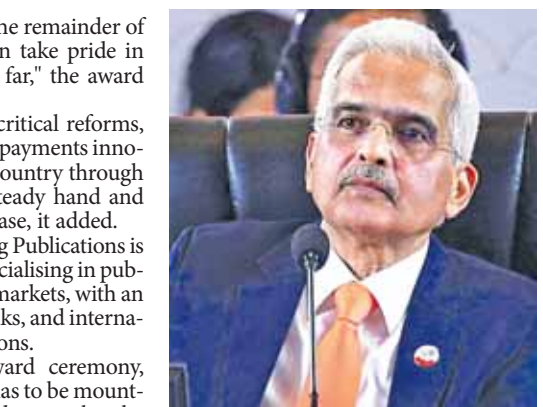 he remainder of
n take pride in
far," the award
critical reforms,
payments inno-
ountry through
teady hand and
ase, it added.
g Publications is
cialising in pub-
markets, with an
ks, and interna-
ons.
ard ceremony,
as to be mount-